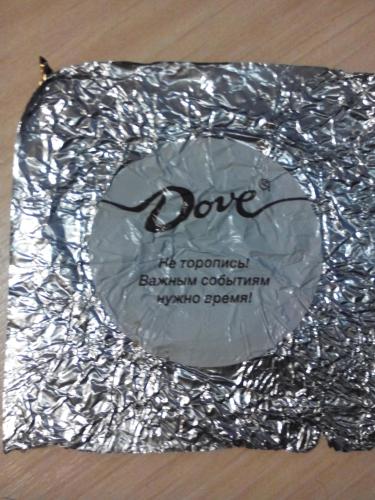 Dove®
Не торопись!
Важным событиям
нужно время!